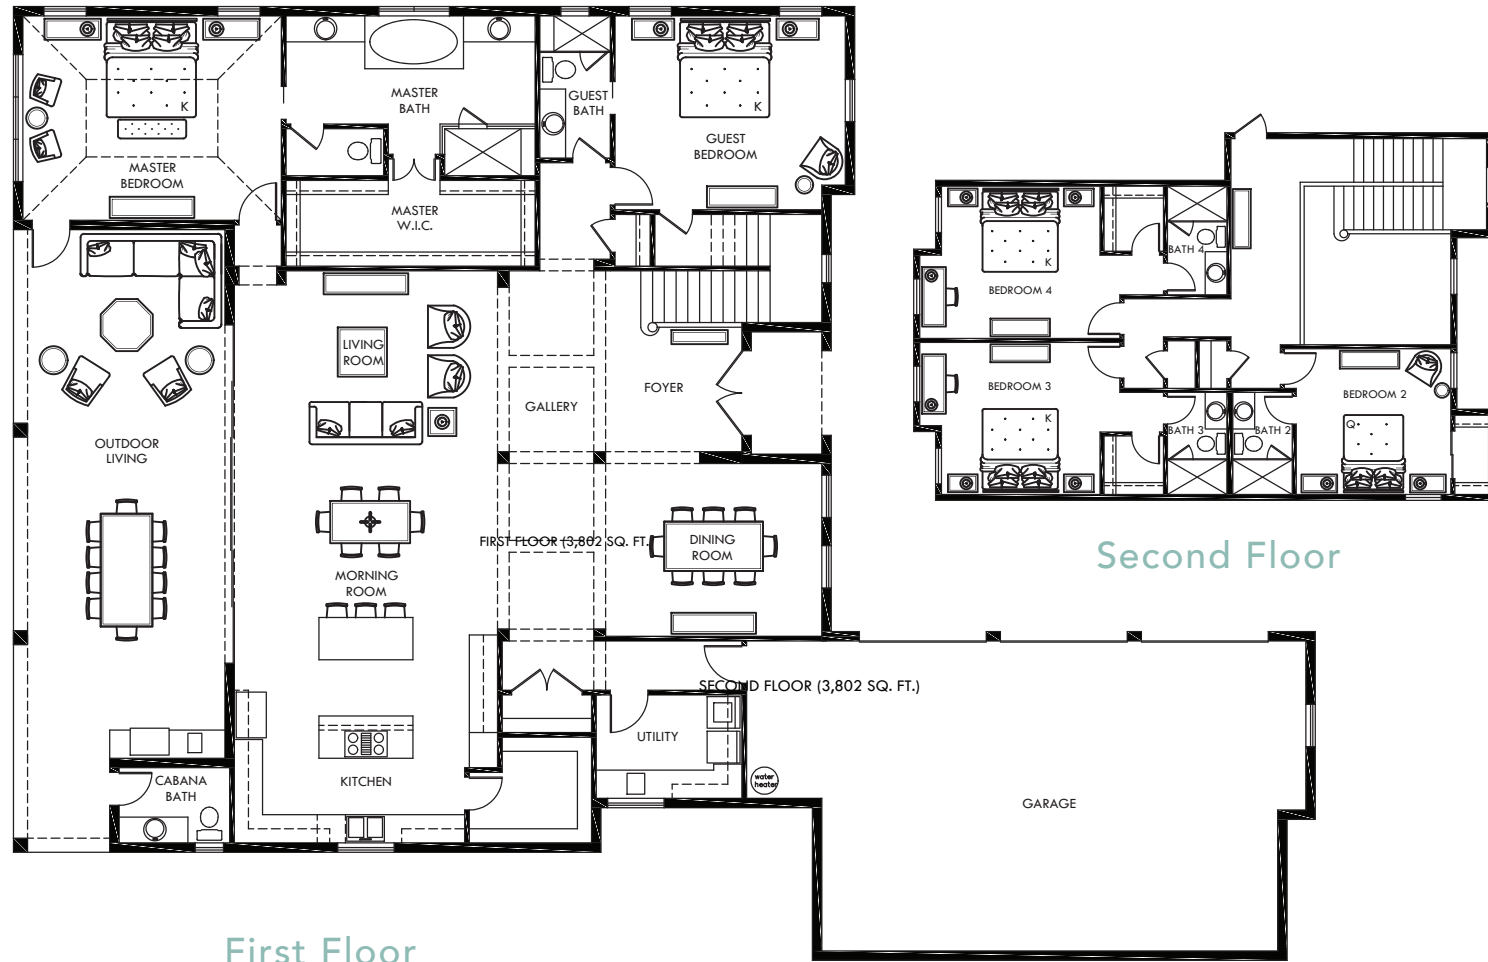 MASTER
BATH
GUEST
BATH
K
K
GUEST
BEDROOM
MASTER
BEDROOM
MASTER
W.I.C.
LIVING
ROOM
FOYER
GALLERY
OUTDOOR
LIVING
FIRST FLOOR (3,802 SQ. FT.
DINING
ROOM
MORNING
ROOM
SECOND FLOOR (3,802 SQ. FT.)
UTILITY
KITCHEN
CABANA
BATH
water
heater
GARAGE
First Floor
BATH 4
K
BEDROOM 4
BEDROOM 3
BEDROOM 2
K
Q
BATH 3
BATH 2
Second Floor